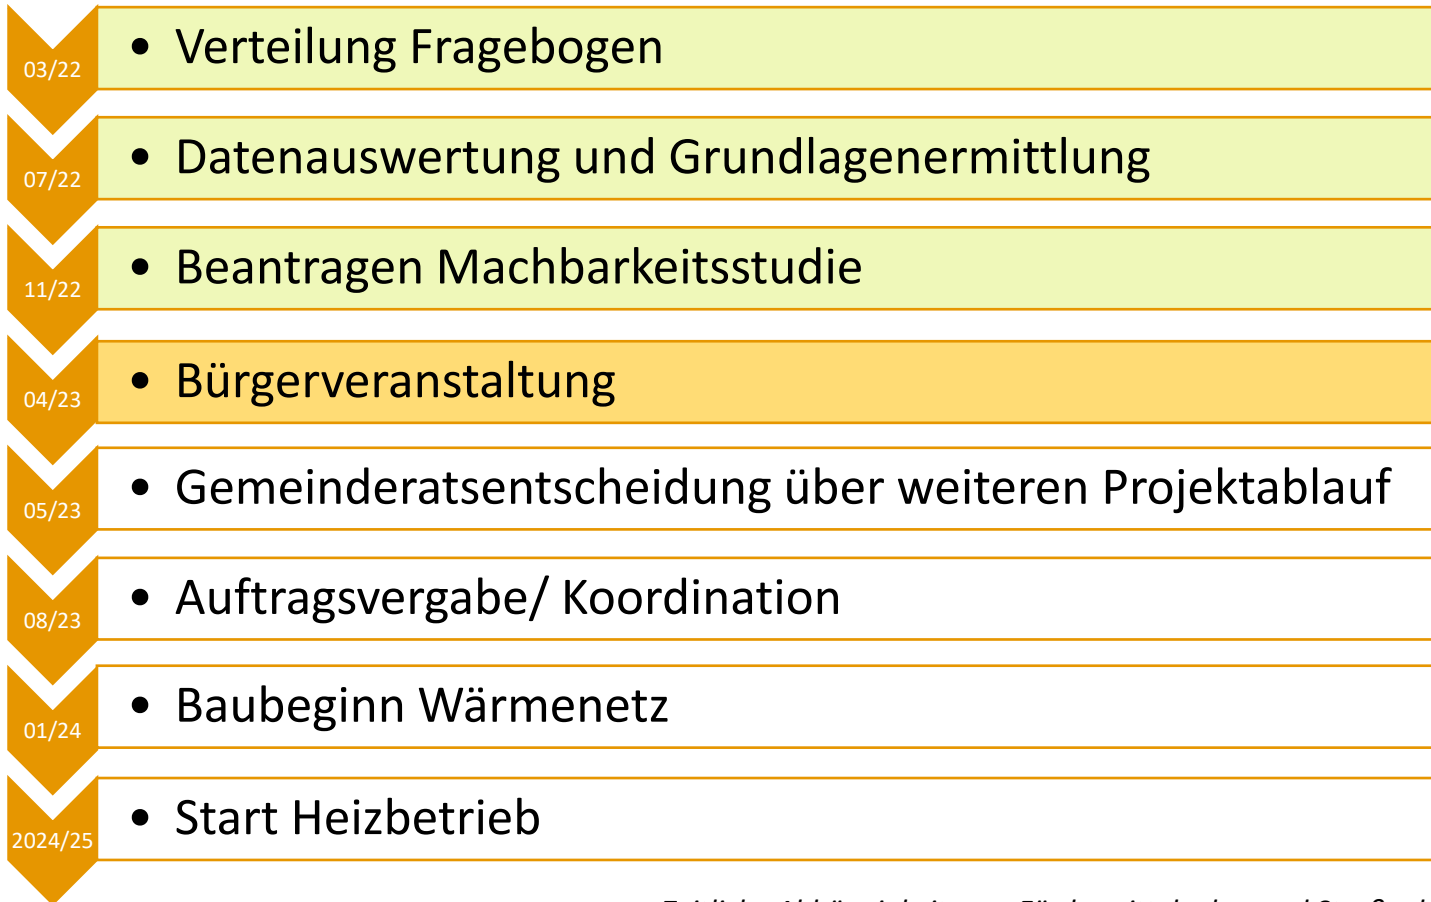 03/22 • Verteilung Fragebogen
07/22 • Datenauswertung und Grundlagenermittlung
11/22 • Beantragen Machbarkeitsstudie
04/23 • Bürgerveranstaltung
05/23 • Gemeinderatsentscheidung über weiteren Projektablauf
08/23 • Auftragsvergabe/ Koordination
01/24 • Baubeginn Wärmenetz
2024/25 • Start Heizbetrieb